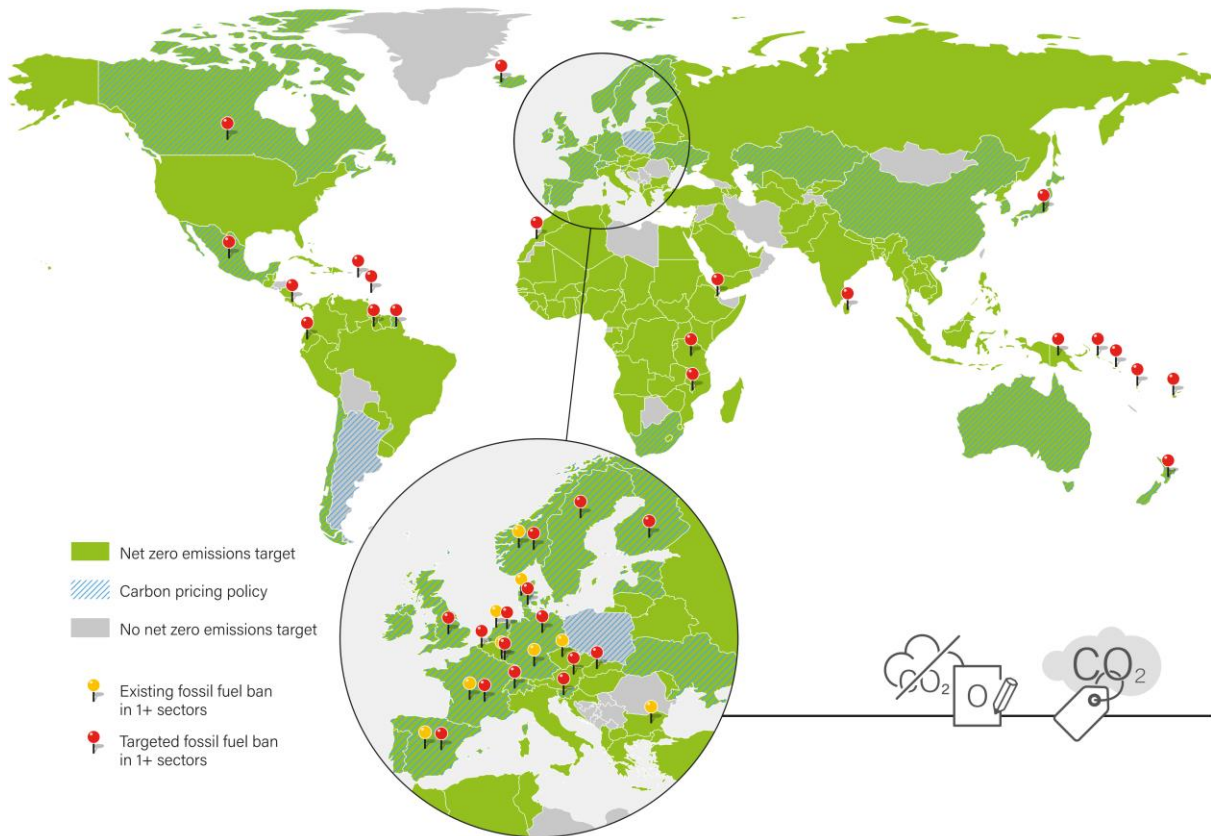 Net zero emissions target
Carbon pricing policy
No net zero emissions target
Existing fossil fuel ban
in 1+ sectors
Targeted fossil fuel ban
in 1+ sectors
CO₂
O
CO₂